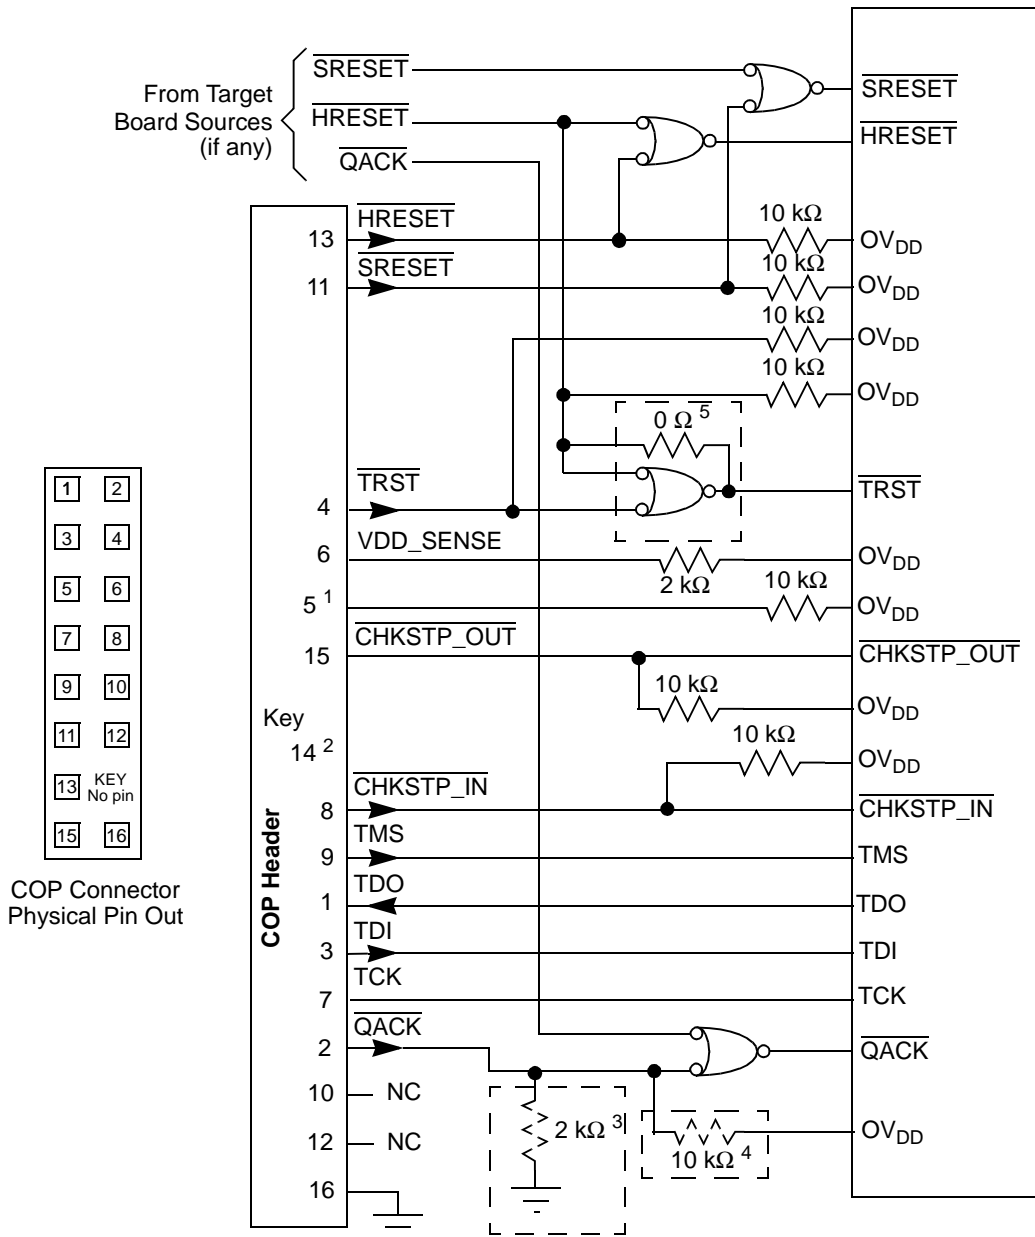 From Target
Board Sources
(if any)
SRESET
HRESET
QACK
SRESET
HRESET
13
HRESET
10 kΩ
OVDD
11
SRESET
10 kΩ
OVDD
10 kΩ
OVDD
10 kΩ
OVDD
0 Ω 5
4
TRST
TRST
6
VDD_SENSE
2 kΩ
OVDD
5 1
10 kΩ
OVDD
15
CHKSTP_OUT
CHKSTP_OUT
10 kΩ
OVDD
Key
14 2
10 kΩ
OVDD
8
CHKSTP_IN
CHKSTP_IN
9
TMS
TMS
1
TDO
TDO
3
TDI
TDI
7
TCK
TCK
2
QACK
QACK
10
NC
12
NC
2 kΩ 3
10 kΩ 4
OVDD
16
COP Header
1 2
3 4
5 6
7 8
9 10
11 12
13 KEY
No pin
15 16
COP Connector
Physical Pin Out